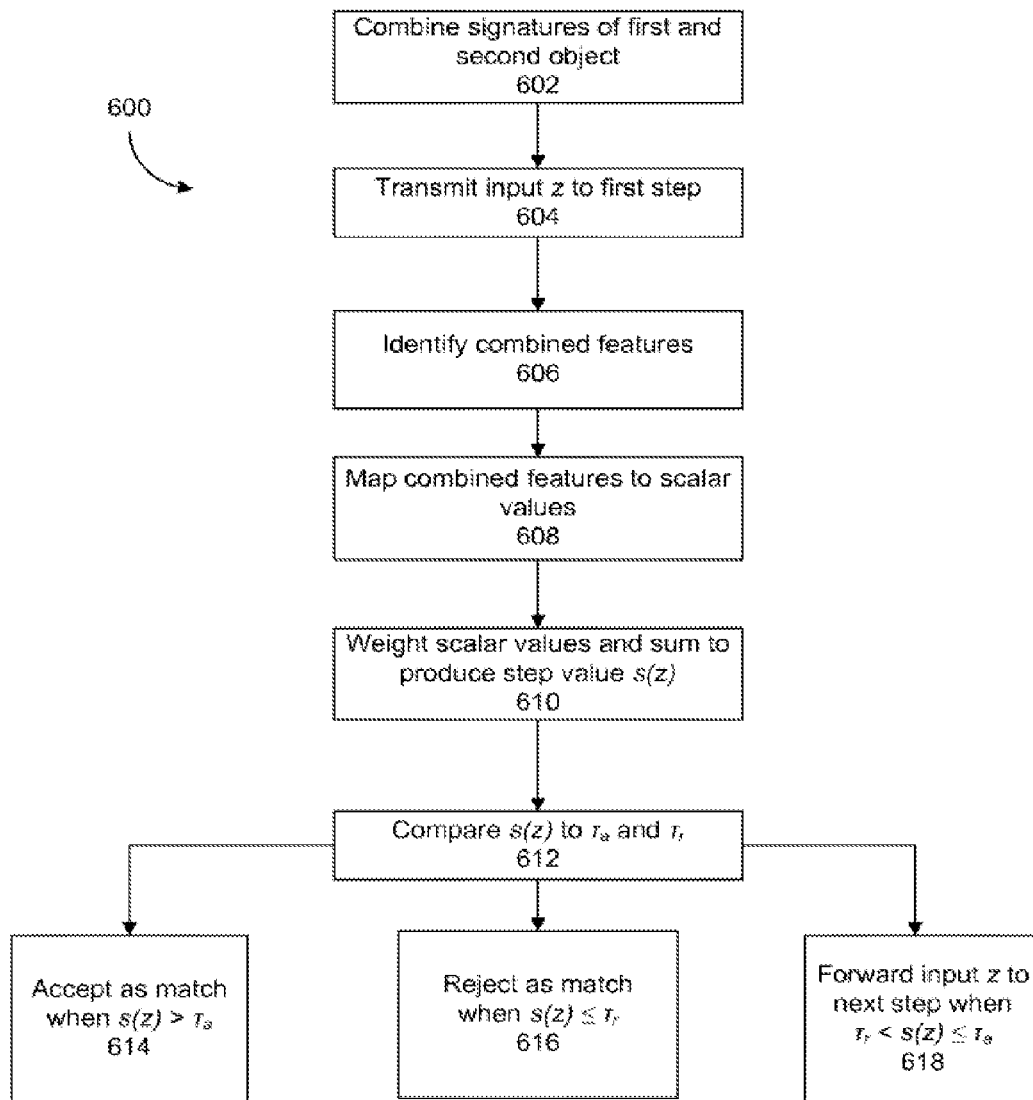 Combine signatures of first and
second object
602
600
Transmit input z to first step
604
Identify combined features
606
Map combined features to scalar
values
608
Weight scalar values and sum to
produce step value s(z)
610
Compare s(z) to τₐ and τᵣ
612
Accept as match
when s(z) > τₐ
614
Reject as match
when s(z) ≤ τᵣ
616
Forward input z to
next step when
τᵣ < s(z) ≤ τₐ
618